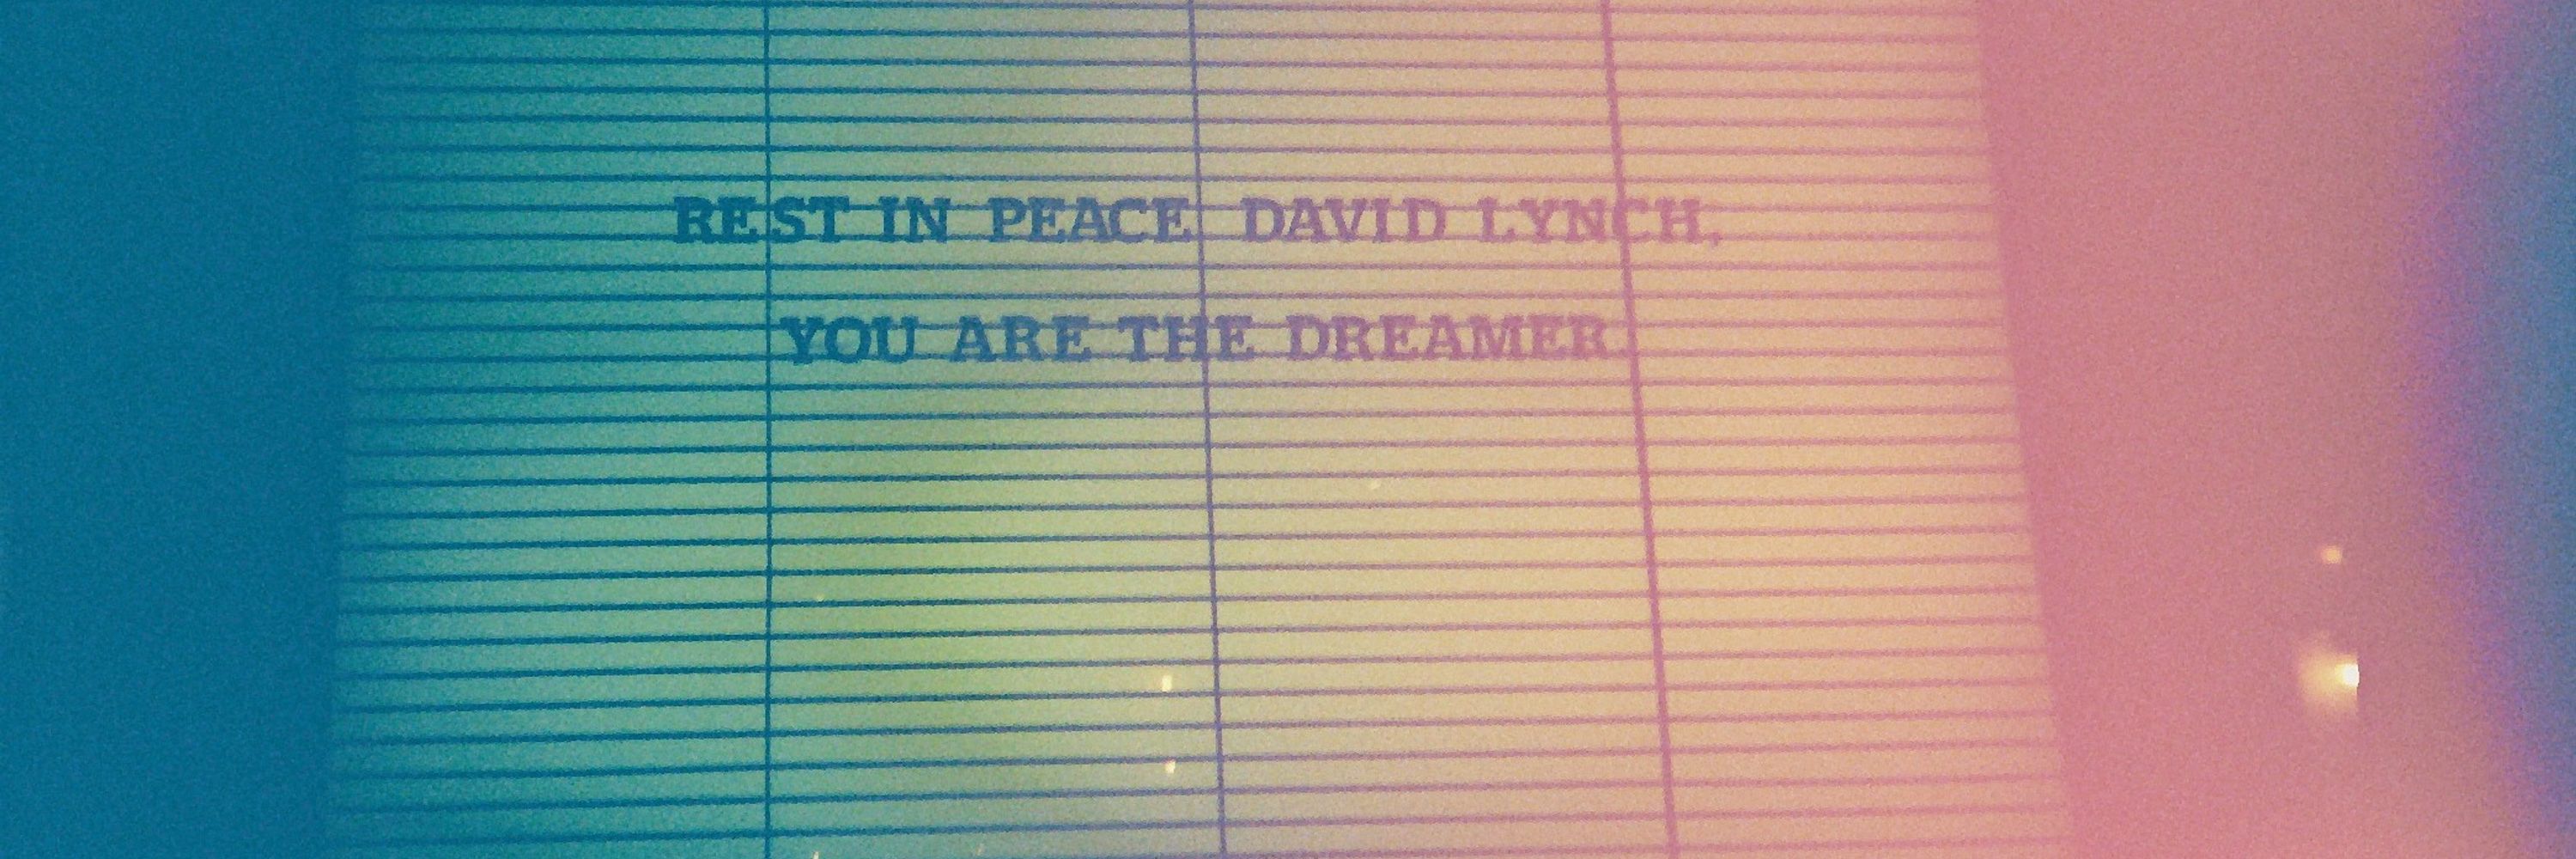 REST IN PEACE DAVID LYNCH,
YOU ARE THE DREAMER.